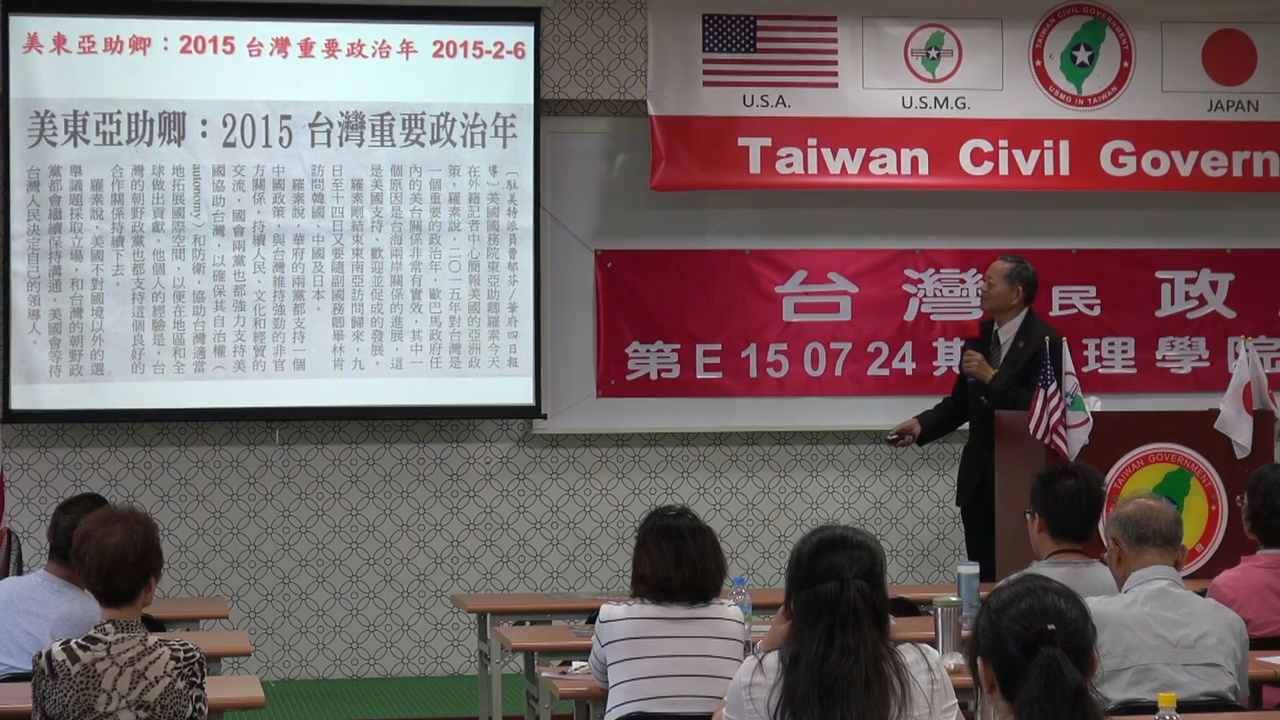 美東亞助卿：2015 台灣重要政治年 2015-2-6
美東亞助卿：2015 台灣重要政治年
〔駐美特派員曹郁芬／華府四日報
導〕美國國務院東亞助卿羅素今天
在外籍記者中心簡報美國的亞洲政
策，羅素說，二〇一五年對台灣是
一個重要的政治年，歐巴馬政府任
內的美台關係非常有實效，其中一
個原因是台海兩岸關係的進展，這
是美國支持、歡迎並促成的發展。
羅素剛結束東南亞訪問歸來，九
日至十四日又要隨副國務卿畢林肯
訪問韓國、中國及日本。
羅素說，華府的兩黨都支持一個
中國政策，與台灣維持強勁的非官
方關係，持續人民、文化和經貿的
交流，國會兩黨也都強力支持美
國協助台灣，以確保其自治權（
autonomy）和防衛，協助台灣適當
地拓展國際空間，以便在地區和全
球做出貢獻。他個人的經驗是，台
灣的朝野政黨也都支持這個良好的
合作關係持續下去。
羅素說，美國不對國境以外的選
舉議題採取立場，和台灣的朝野政
黨都會繼續保持溝通，美國會等待
台灣人民決定自己的領導人。
U.S.A.
U.S.M.G.
TAIWAN CIVIL GOVERNMENT
USMG IN TAIWAN
JAPAN
Taiwan Civil Govern
台灣民政
第E150724期 理學院
TAIWAN GOVERNMENT